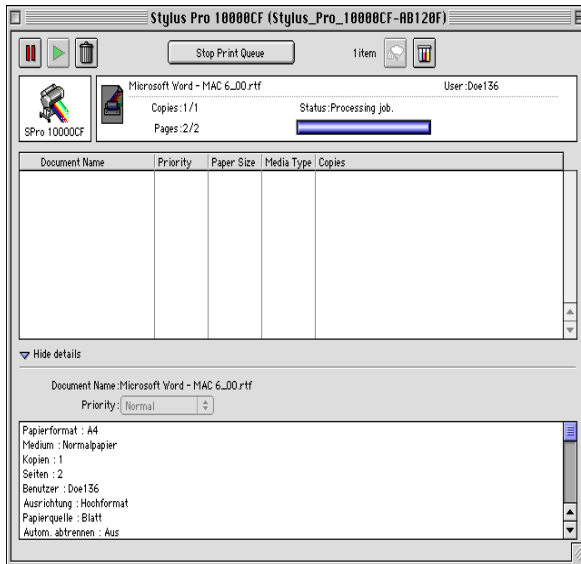 Stylus Pro 10000CF (Stylus_Pro_10000CF-AB120F)
Stop Print Queue
1 item
SPro 10000CF
Microsoft Word - MAC 6_00.rtf
User:Doe136
Copies:1/1
Status:Processing job.
Pages:2/2
Document Name Priority Paper Size Media Type Copies
Hide details
Document Name:Microsoft Word - MAC 6_00.rtf
Priority: Normal
Papierformat : A4
Medium : Normalpapier
Kopien : 1
Seiten : 2
Benutzer : Doe136
Ausrichtung : Hochformat
Papierquelle : Blatt
Autom. abtrennen : Aus